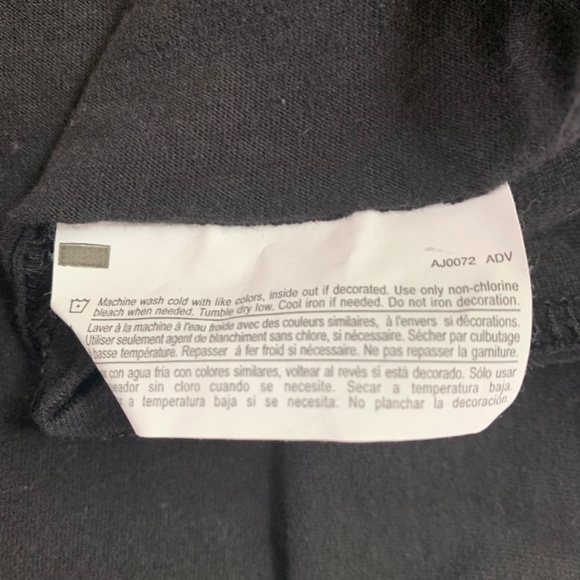 AJ0072 ADV
Machine wash cold with like colors, inside out if decorated. Use only non-chlorine
bleach when needed. Tumble dry low. Cool iron if needed. Do not iron decoration.
Laver à la machine à l'eau froide avec des couleurs similaires, à l'envers si décorations.
Utiliser seulement agent de blanchiment sans chlore, si nécessaire. Sécher par culbutage
basse température. Repasser à fer froid si nécessaire. Ne pas repasser la garniture.
con agua fría con colores similares, voltear al revés si está decorado. Sólo usar
sin cloro cuando se necesite. Secar a temperatura baja.
a temperatura baja si se necesita. No planchar la decoración.